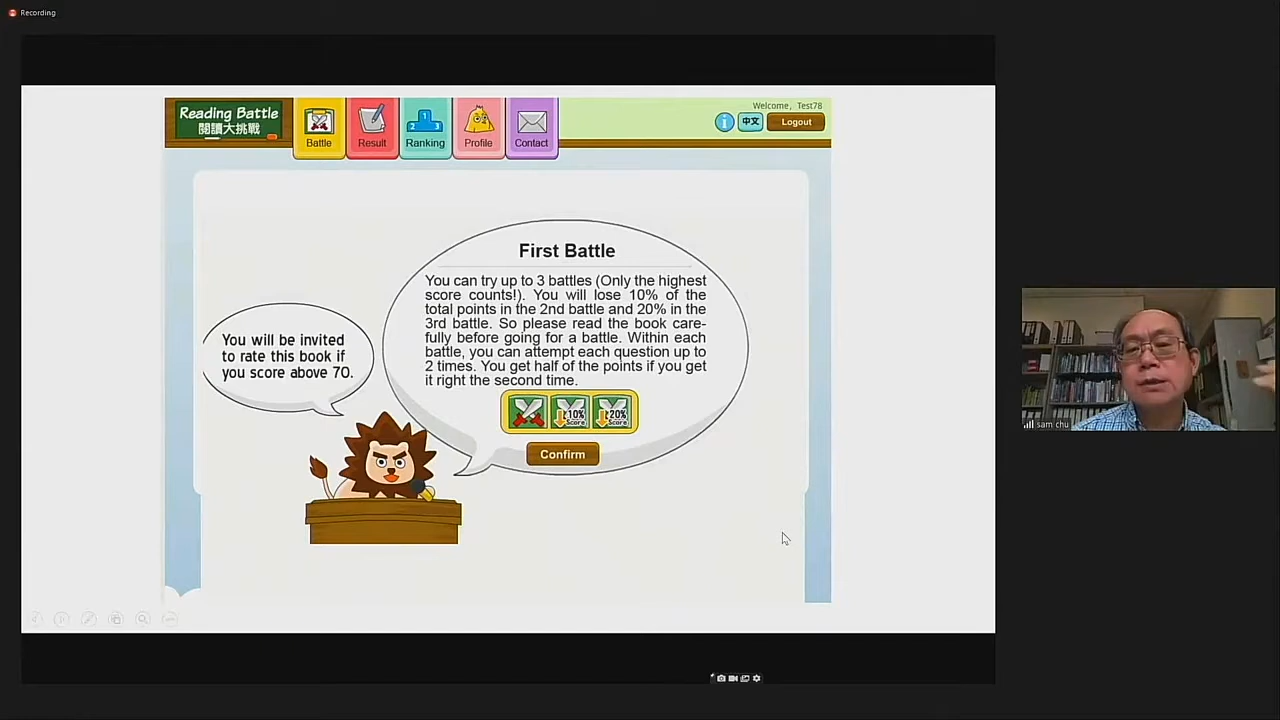 Recording
Reading Battle
閱讀大挑戰
Battle
Result
Ranking
Profile
Contact
Welcome, Test78
中文
Logout
First Battle
You can try up to 3 battles (Only the highest
score counts!). You will lose 10% of the
total points in the 2nd battle and 20% in the
3rd battle. So please read the book care-
fully before going for a battle. Within each
battle, you can attempt each question up to
2 times. You get half of the points if you get
it right the second time.
10%
Score
20%
Score
Confirm
You will be invited
to rate this book if
you score above 70.
sam chu